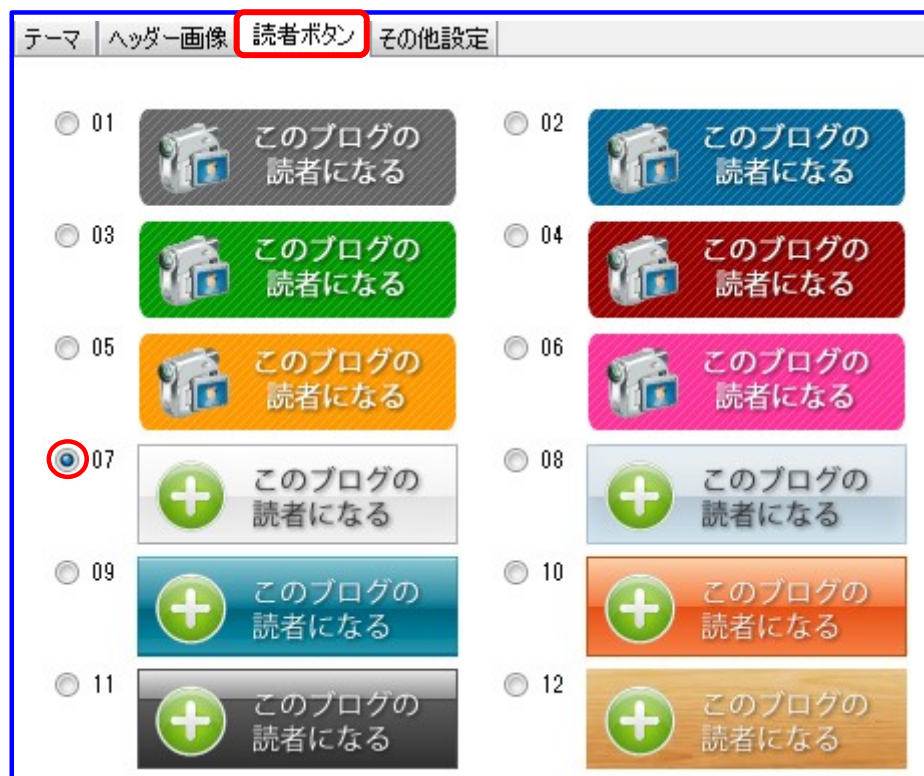 テーマ ヘッダー画像 読者ボタン その他設定
01 このブログの
読者になる
02 このブログの
読者になる
03 このブログの
読者になる
04 このブログの
読者になる
05 このブログの
読者になる
06 このブログの
読者になる
07 このブログの
読者になる
08 このブログの
読者になる
09 このブログの
読者になる
10 このブログの
読者になる
11 このブログの
読者になる
12 このブログの
読者になる